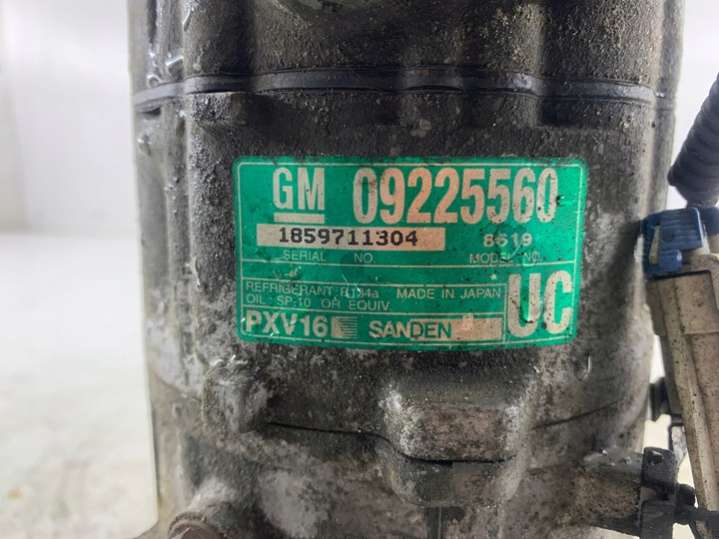 GM 09225560
1859711304 8619
SERIAL NO. MODEL NO.
REFRIGERANT R134a MADE IN JAPAN
OIL SP-10 OR EQUIV.
PXV16 SANDEN UC